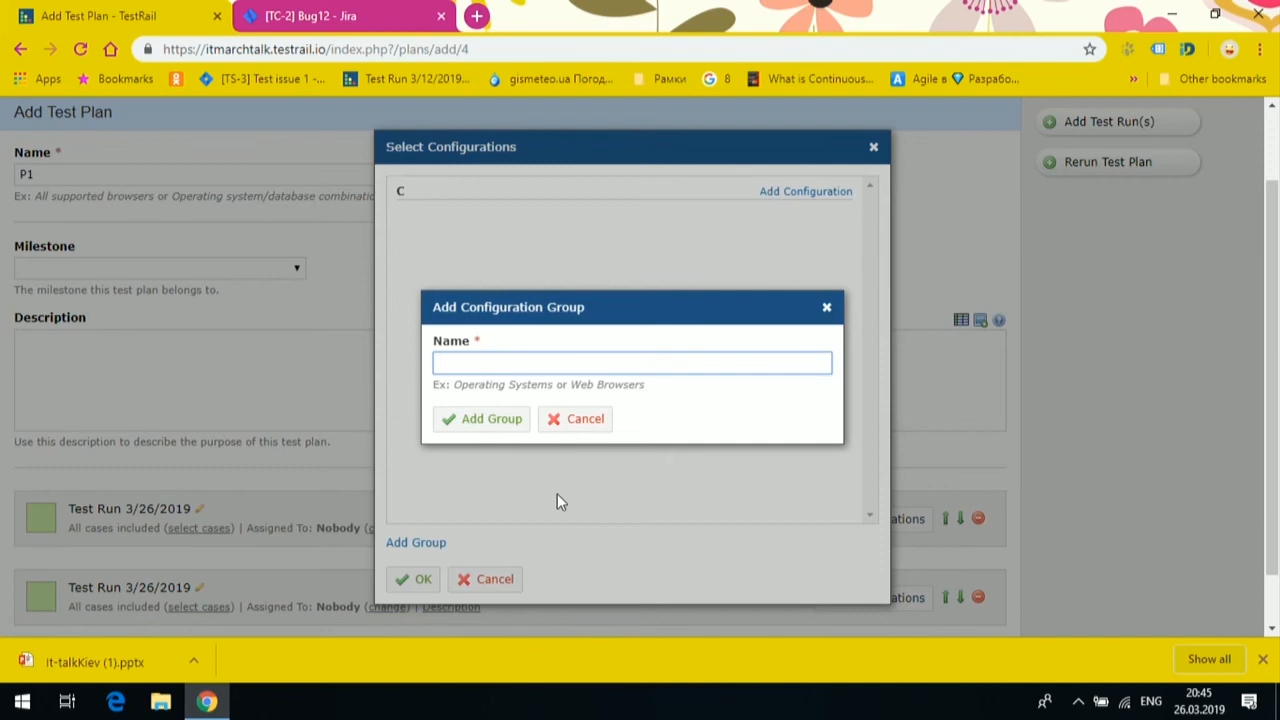 Add Test Plan - TestRail
[TC-2] Bug12 - Jira
https://itmarchtalk.testrail.io/index.php?/plans/add/4
Apps
Bookmarks
[TS-3] Test issue 1 -...
Test Run 3/12/2019...
gismeteo.ua Погод...
Рамки
8
What is Continuous...
Agile в
Разрабо...
»
Other bookmarks
Add Test Plan
Name *
P1
Ex: All supported browsers or Operating system/database combinatio
Milestone
The milestone this test plan belongs to.
Description
Use this description to describe the purpose of this test plan.
Test Run 3/26/2019
All cases included (select cases) | Assigned To: Nobody (c
ations
Test Run 3/26/2019
All cases included (select cases) | Assigned To: Nobody (change) | Description
ations
Add Test Run(s)
Rerun Test Plan
Select Configurations
C
Add Configuration
Add Configuration Group
Name *
Ex: Operating Systems or Web Browsers
Add Group
Cancel
Add Group
OK
Cancel
It-talkKiev (1).pptx
Show all
ENG
20:45
26.03.2019